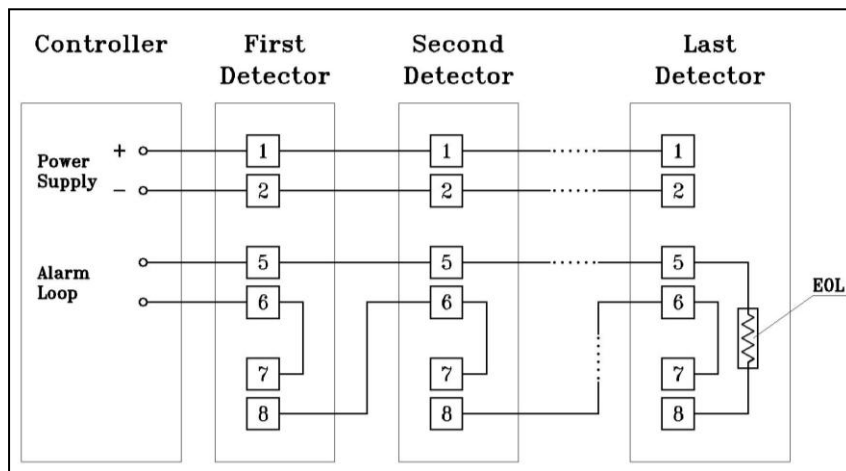 Controller
First
Detector
Second
Detector
Last
Detector
Power
Supply
+
−
1
1
1
2
2
2
Alarm
Loop
5
5
5
6
6
6
EOL
7
7
7
8
8
8